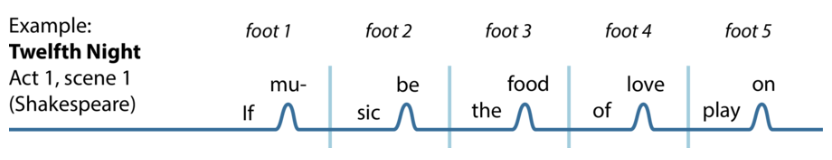 Example:
Twelfth Night
Act 1, scene 1
(Shakespeare)
foot 1 foot 2 foot 3 foot 4 foot 5
mu- be food love on
If sic the of play